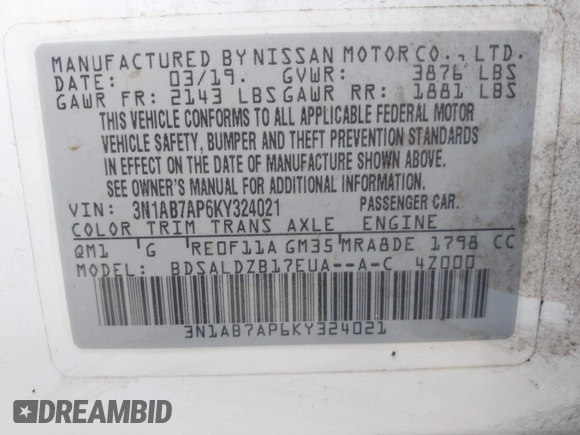 MANUFACTURED BY NISSAN MOTOR CO., LTD.
DATE: 03/19. GVWR: 3876 LBS
GAWR FR: 2143 LBS GAWR RR: 1881 LBS
THIS VEHICLE CONFORMS TO ALL APPLICABLE FEDERAL MOTOR
VEHICLE SAFETY, BUMPER AND THEFT PREVENTION STANDARDS
IN EFFECT ON THE DATE OF MANUFACTURE SHOWN ABOVE.
SEE OWNER'S MANUAL FOR ADDITIONAL INFORMATION.
VIN: 3N1AB7AP6KY324021 PASSENGER CAR.
COLOR TRIM TRANS AXLE ENGINE
QM1 G RE0F11A GM35 MRA8DE 1798 CC
MODEL: BDSALDZB17EUA--A-C 4Z000
3N1AB7AP6KY324021
DREAMBID